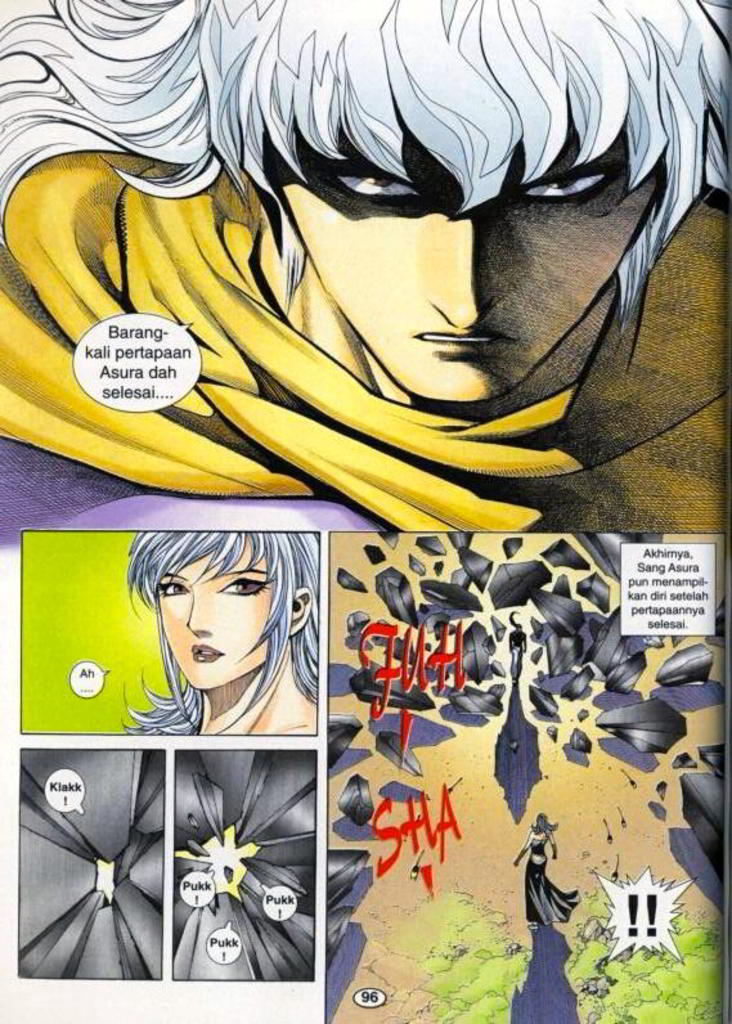 Barang-
kali pertapaan
Asura dah
selesai....
Ah
....
Klakk
!
Pukk
!
Pukk
!
Pukk
!
Akhirnya,
Sang Asura
pun menampil-
kan diri setelah
pertapaannya
selesai.
JUH
!
SHA
!
!!
96